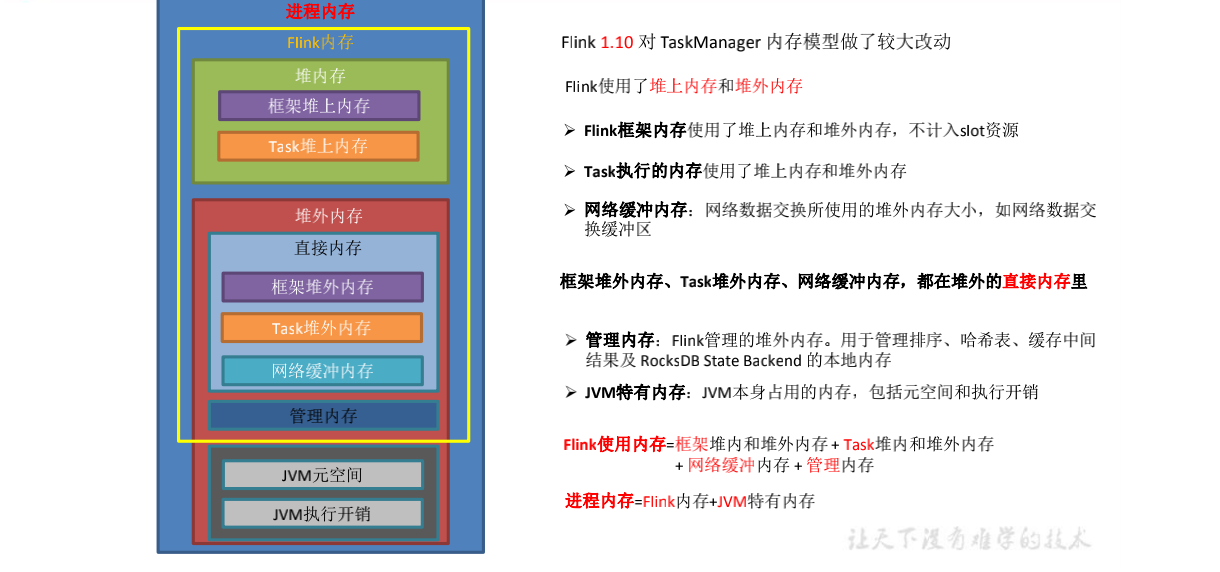 进程内存
Flink内存
堆内存
框架堆上内存
Task堆上内存
堆外内存
直接内存
框架堆外内存
Task堆外内存
网络缓冲内存
管理内存
JVM元空间
JVM执行开销
Flink 1.10 对 TaskManager 内存模型做了较大改动
Flink使用了堆上内存和堆外内存
➢ Flink框架内存使用了堆上内存和堆外内存，不计入slot资源
➢ Task执行的内存使用了堆上内存和堆外内存
➢ 网络缓冲内存：网络数据交换所使用的堆外内存大小，如网络数据交
换缓冲区
框架堆外内存、Task堆外内存、网络缓冲内存，都在堆外的直接内存里
➢ 管理内存：Flink管理的堆外内存。用于管理排序、哈希表、缓存中间
结果及 RocksDB State Backend 的本地内存
➢ JVM特有内存：JVM本身占用的内存，包括元空间和执行开销
Flink使用内存=框架堆内和堆外内存 + Task堆内和堆外内存
+ 网络缓冲内存 + 管理内存
进程内存=Flink内存+JVM特有内存
让天下没有难学的技术